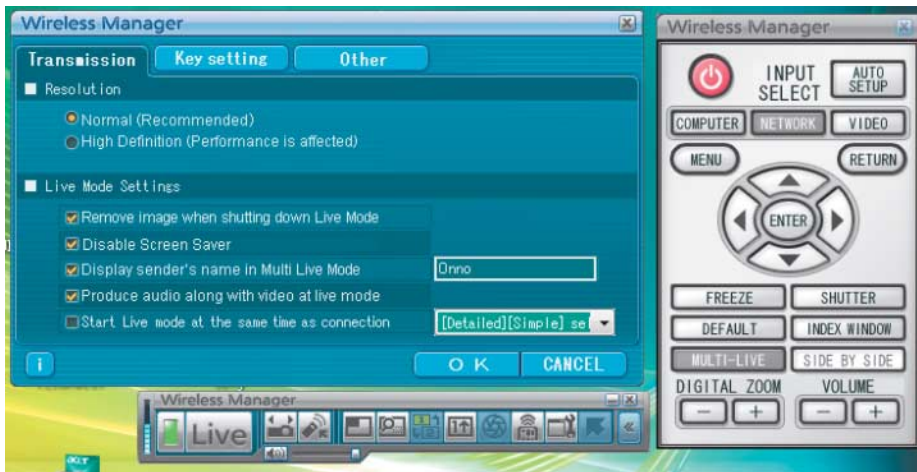 Wireless Manager
Transmission
Key setting
Other
Resolution
Normal (Recommended)
High Definition (Performance is affected)
Live Mode Settings
Remove image when shutting down Live Mode
Disable Screen Saver
Display sender's name in Multi Live Mode
Onno
Produce audio along with video at live mode
Start Live mode at the same time as connection
[Detailed][Simple] sel
i
OK
CANCEL
Wireless Manager
Live
Wireless Manager
INPUT
SELECT
AUTO
SETUP
COMPUTER
NETWORK
VIDEO
MENU
RETURN
ENTER
FREEZE
SHUTTER
DEFAULT
INDEX WINDOW
MULTI-LIVE
SIDE BY SIDE
DIGITAL ZOOM
VOLUME
- +
- +
acer